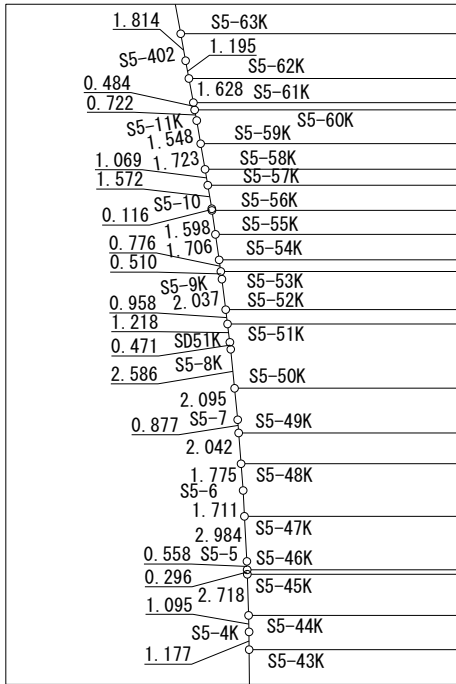 1.814
S5-63K
S5-402
1.195
S5-62K
0.484
1.628
S5-61K
0.722
S5-60K
S5-11K
1.548
S5-59K
1.723
S5-58K
1.069
S5-57K
1.572
S5-10
S5-56K
0.116
1.598
S5-55K
0.776
1.706
S5-54K
0.510
S5-9K
S5-53K
0.958
2.037
S5-52K
1.218
S5-51K
0.471
SD51K
S5-8K
2.586
S5-50K
2.095
0.877
S5-7
S5-49K
2.042
1.775
S5-48K
S5-6
1.711
S5-47K
2.984
0.558
S5-5
S5-46K
0.296
S5-45K
2.718
1.095
S5-4K
S5-44K
1.177
S5-43K